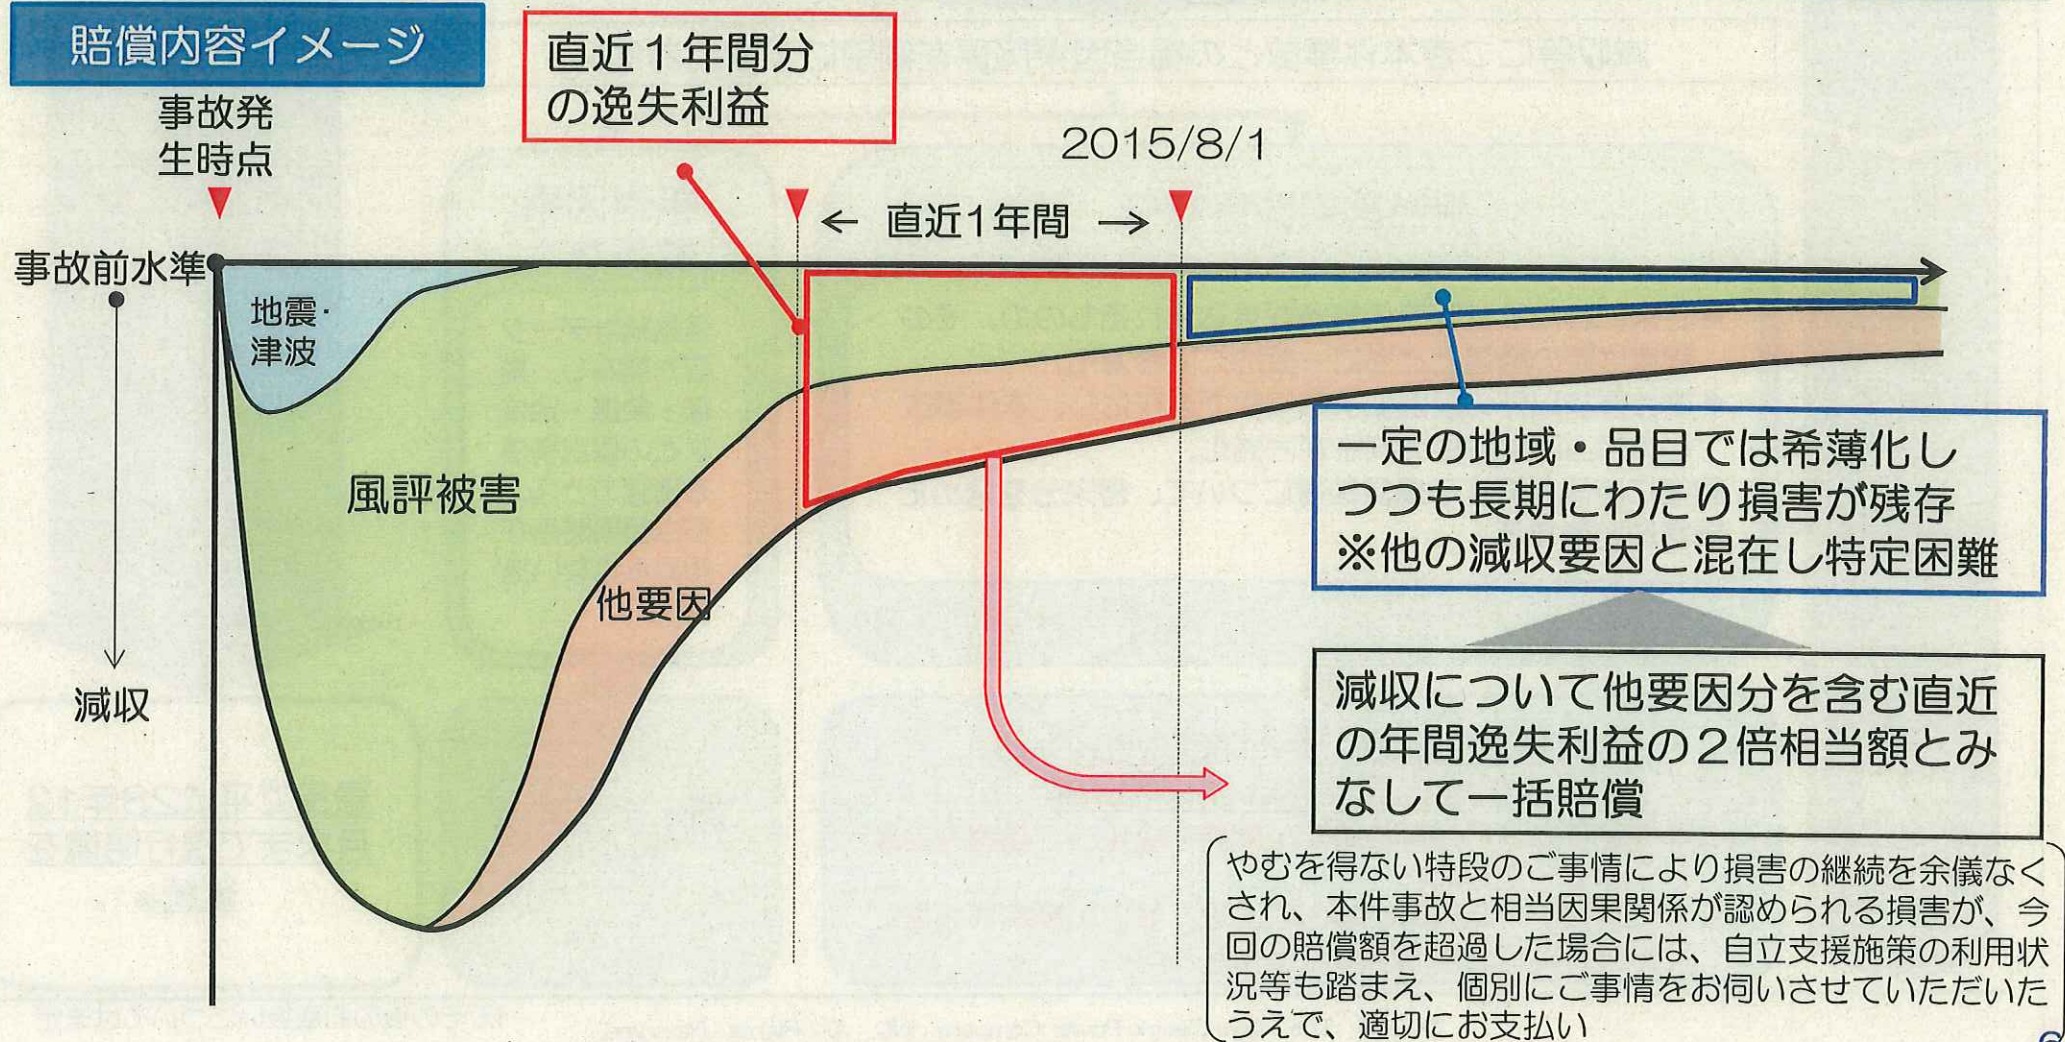 賠償内容イメージ
直近１年間分
の逸失利益
事故発
生時点
2015/8/1
← 直近1年間 →
事故前水準
地震・
津波
風評被害
他要因
減収
一定の地域・品目では希薄化し
つつも長期にわたり損害が残存
※他の減収要因と混在し特定困難
減収について他要因分を含む直近
の年間逸失利益の２倍相当額とみ
なして一括賠償
やむを得ない特段のご事情により損害の継続を余儀なく
され、本件事故と相当因果関係が認められる損害が、今
回の賠償額を超過した場合には、自立支援施策の利用状
況等も踏まえ、個別にご事情をお伺いさせていただいた
うえで、適切にお支払い